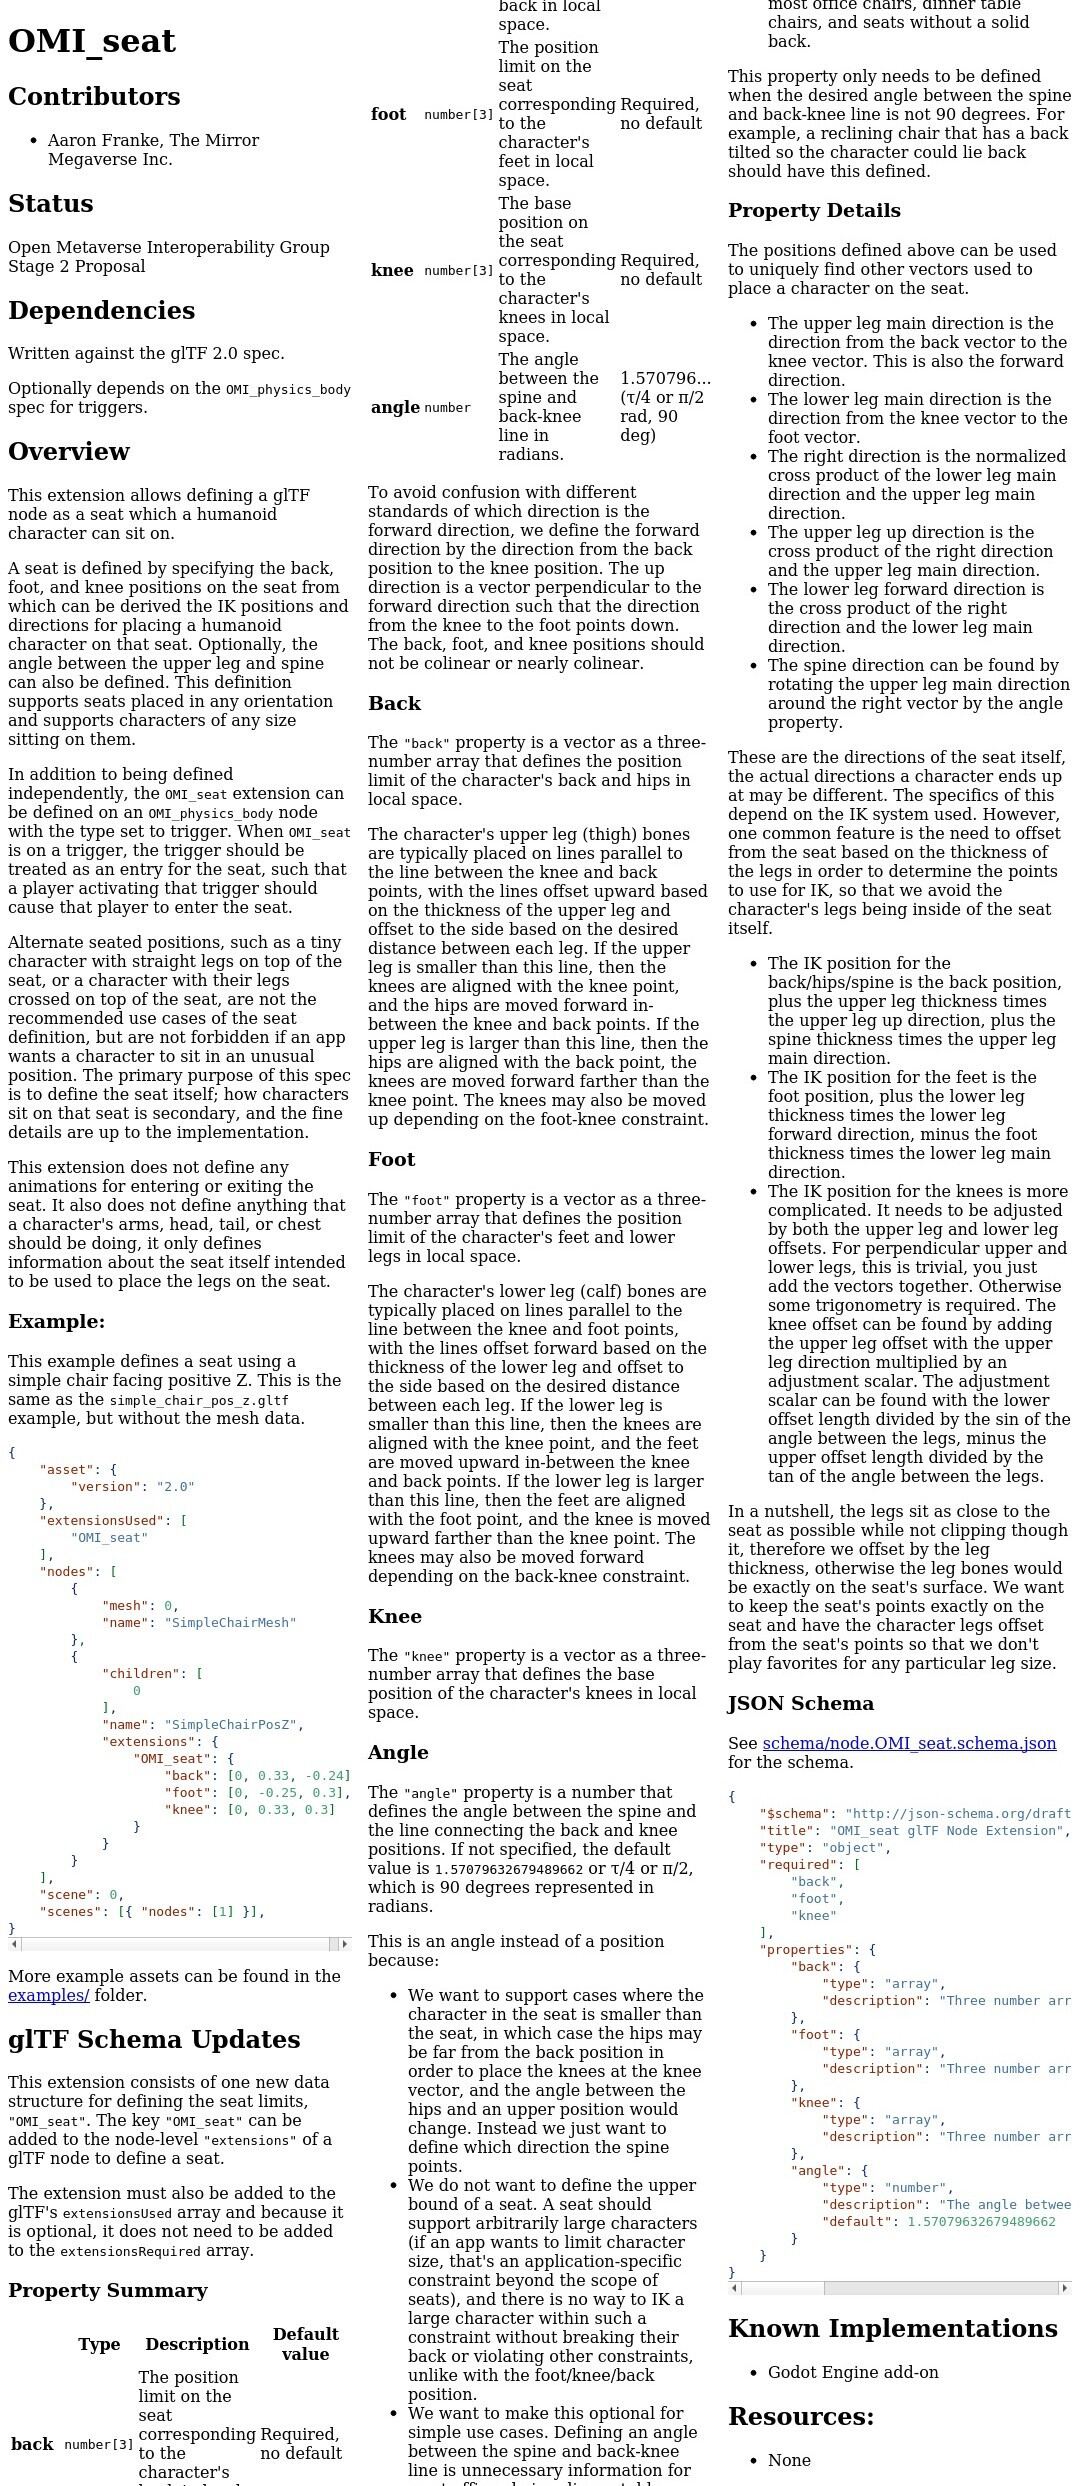 OMI_seat
Contributors
• Aaron Franke, The Mirror
Megaverse Inc.
Status
Open Metaverse Interoperability Group
Stage 2 Proposal
Dependencies
Written against the glTF 2.0 spec.
Optionally depends on the OMI_physics_body
spec for triggers.
Overview
This extension allows defining a glTF
node as a seat which a humanoid
character can sit on.
A seat is defined by specifying the back,
foot, and knee positions on the seat from
which can be derived the IK positions and
directions for placing a humanoid
character on that seat. Optionally, the
angle between the upper leg and spine
can also be defined. This definition
supports seats placed in any orientation
and supports characters of any size
sitting on them.
In addition to being defined
independently, the OMI_seat extension can
be defined on an OMI_physics_body node
with the type set to trigger. When OMI_seat
is on a trigger, the trigger should be
treated as an entry for the seat, such that
a player activating that trigger should
cause that player to enter the seat.
Alternate seated positions, such as a tiny
character with straight legs on top of the
seat, or a character with their legs
crossed on top of the seat, are not the
recommended use cases of the seat
definition, but are not forbidden if an app
wants a character to sit in an unusual
position. The primary purpose of this spec
is to define the seat itself; how characters
sit on that seat is secondary, and the fine
details are up to the implementation.
This extension does not define any
animations for entering or exiting the
seat. It also does not define anything that
a character's arms, head, tail, or chest
should be doing, it only defines
information about the seat itself intended
to be used to place the legs on the seat.
Example:
This example defines a seat using a
simple chair facing positive Z. This is the
same as the simple_chair_pos_z.gltf
example, but without the mesh data.
{
    "asset": {
        "version": "2.0"
    },
    "extensionsUsed": [
        "OMI_seat"
    ],
    "nodes": [
        {
            "mesh": 0,
            "name": "SimpleChairMesh"
        },
        {
            "children": [
                0
            ],
            "name": "SimpleChairPosZ",
            "extensions": {
                "OMI_seat": {
                    "back": [0, 0.33, -0.24]
                    "foot": [0, -0.25, 0.3],
                    "knee": [0, 0.33, 0.3]
                }
            }
        }
    ],
    "scene": 0,
    "scenes": [{ "nodes": [1] }],
}
More example assets can be found in the
examples/ folder.
glTF Schema Updates
This extension consists of one new data
structure for defining the seat limits,
"OMI_seat". The key "OMI_seat" can be
added to the node-level "extensions" of a
glTF node to define a seat.
The extension must also be added to the
glTF's extensionsUsed array and because it
is optional, it does not need to be added
to the extensionsRequired array.
Property Summary
Type Description Default
value
The position
limit on the
seat
back number[3] corresponding Required,
to the no default
character's
back in local
space.
The position
limit on the
seat
corresponding Required,
foot number[3] to the no default
character's
feet in local
space.
The base
position on
the seat
knee number[3] corresponding Required,
to the no default
character's
knees in local
space.
The angle
between the 1.570796...
spine and (τ/4 or π/2
angle number back-knee rad, 90
line in deg)
radians.
To avoid confusion with different
standards of which direction is the
forward direction, we define the forward
direction by the direction from the back
position to the knee position. The up
direction is a vector perpendicular to the
forward direction such that the direction
from the knee to the foot points down.
The back, foot, and knee positions should
not be colinear or nearly colinear.
Back
The "back" property is a vector as a three-
number array that defines the position
limit of the character's back and hips in
local space.
The character's upper leg (thigh) bones
are typically placed on lines parallel to
the line between the knee and back
points, with the lines offset upward based
on the thickness of the upper leg and
offset to the side based on the desired
distance between each leg. If the upper
leg is smaller than this line, then the
knees are aligned with the knee point,
and the hips are moved forward in-
between the knee and back points. If the
upper leg is larger than this line, then the
hips are aligned with the back point, the
knees are moved forward farther than the
knee point. The knees may also be moved
up depending on the foot-knee constraint.
Foot
The "foot" property is a vector as a three-
number array that defines the position
limit of the character's feet and lower
legs in local space.
The character's lower leg (calf) bones are
typically placed on lines parallel to the
line between the knee and foot points,
with the lines offset forward based on the
thickness of the lower leg and offset to
the side based on the desired distance
between each leg. If the lower leg is
smaller than this line, then the knees are
aligned with the knee point, and the feet
are moved upward in-between the knee
and back points. If the lower leg is larger
than this line, then the feet are aligned
with the foot point, and the knee is moved
upward farther than the knee point. The
knees may also be moved forward
depending on the back-knee constraint.
Knee
The "knee" property is a vector as a three-
number array that defines the base
position of the character's knees in local
space.
Angle
The "angle" property is a number that
defines the angle between the spine and
the line connecting the back and knee
positions. If not specified, the default
value is 1.57079632679489662 or τ/4 or π/2,
which is 90 degrees represented in
radians.
This is an angle instead of a position
because:
• We want to support cases where the
character in the seat is smaller than
the seat, in which case the hips may
be far from the back position in
order to place the knees at the knee
vector, and the angle between the
hips and an upper position would
change. Instead we just want to
define which direction the spine
points.
• We do not want to define the upper
bound of a seat. A seat should
support arbitrarily large characters
(if an app wants to limit character
size, that's an application-specific
constraint beyond the scope of
seats), and there is no way to IK a
large character within such a
constraint without breaking their
back or violating other constraints,
unlike with the foot/knee/back
position.
• We want to make this optional for
simple use cases. Defining an angle
between the spine and back-knee
line is unnecessary information for
most office chairs, dinner table
chairs, and seats without a solid
back.
This property only needs to be defined
when the desired angle between the spine
and back-knee line is not 90 degrees. For
example, a reclining chair that has a back
tilted so the character could lie back
should have this defined.
Property Details
The positions defined above can be used
to uniquely find other vectors used to
place a character on the seat.
• The upper leg main direction is the
direction from the back vector to the
knee vector. This is also the forward
direction.
• The lower leg main direction is the
direction from the knee vector to the
foot vector.
• The right direction is the normalized
cross product of the lower leg main
direction and the upper leg main
direction.
• The upper leg up direction is the
cross product of the right direction
and the upper leg main direction.
• The lower leg forward direction is
the cross product of the right
direction and the lower leg main
direction.
• The spine direction can be found by
rotating the upper leg main direction
around the right vector by the angle
property.
These are the directions of the seat itself,
the actual directions a character ends up
at may be different. The specifics of this
depend on the IK system used. However,
one common feature is the need to offset
from the seat based on the thickness of
the legs in order to determine the points
to use for IK, so that we avoid the
character's legs being inside of the seat
itself.
• The IK position for the
back/hips/spine is the back position,
plus the upper leg thickness times
the upper leg up direction, plus the
spine thickness times the upper leg
main direction.
• The IK position for the feet is the
foot position, plus the lower leg
thickness times the lower leg
forward direction, minus the foot
thickness times the lower leg main
direction.
• The IK position for the knees is more
complicated. It needs to be adjusted
by both the upper leg and lower leg
offsets. For perpendicular upper and
lower legs, this is trivial, you just
add the vectors together. Otherwise
some trigonometry is required. The
knee offset can be found by adding
the upper leg offset with the upper
leg direction multiplied by an
adjustment scalar. The adjustment
scalar can be found with the lower
offset length divided by the sin of the
angle between the legs, minus the
upper offset length divided by the
tan of the angle between the legs.
In a nutshell, the legs sit as close to the
seat as possible while not clipping though
it, therefore we offset by the leg
thickness, otherwise the leg bones would
be exactly on the seat's surface. We want
to keep the seat's points exactly on the
seat and have the character legs offset
from the seat's points so that we don't
play favorites for any particular leg size.
JSON Schema
See schema/node.OMI_seat.schema.json
for the schema.
{
    "$schema": "http://json-schema.org/draft
    "title": "OMI_seat glTF Node Extension",
    "type": "object",
    "required": [
        "back",
        "foot",
        "knee"
    ],
    "properties": {
        "back": {
            "type": "array",
            "description": "Three number arr
        },
        "foot": {
            "type": "array",
            "description": "Three number arr
        },
        "knee": {
            "type": "array",
            "description": "Three number arr
        },
        "angle": {
            "type": "number",
            "description": "The angle betwee
            "default": 1.57079632679489662
        }
    }
}
Known Implementations
• Godot Engine add-on
Resources:
• None